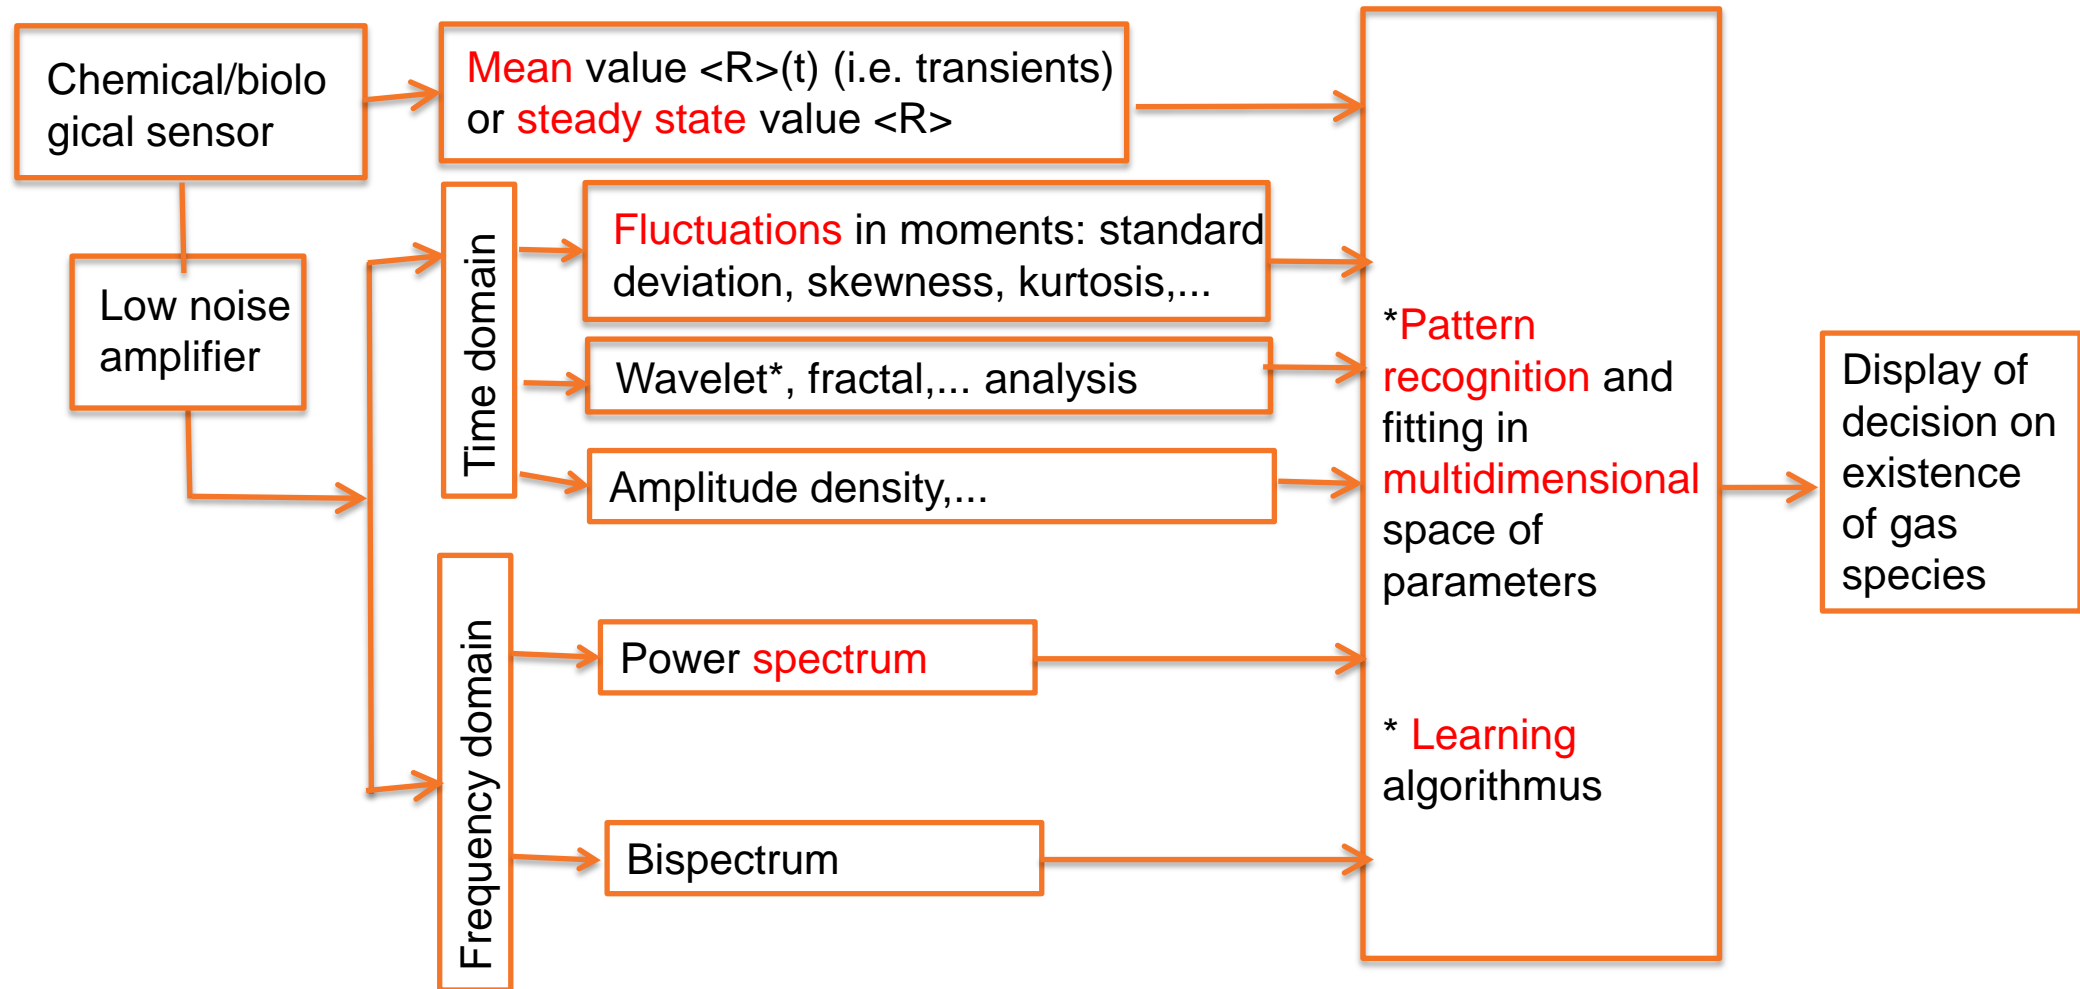 Chemical/biolo
gical sensor
Mean value <R>(t) (i.e. transients)
or steady state value <R>
Low noise
amplifier
Time domain
Fluctuations in moments: standard
deviation, skewness, kurtosis,...
Wavelet*, fractal,... analysis
Amplitude density,...
Frequency domain
Power spectrum
Bispectrum
*Pattern
recognition and
fitting in
multidimensional
space of
parameters
* Learning
algorithmus
Display of
decision on
existence
of gas
species